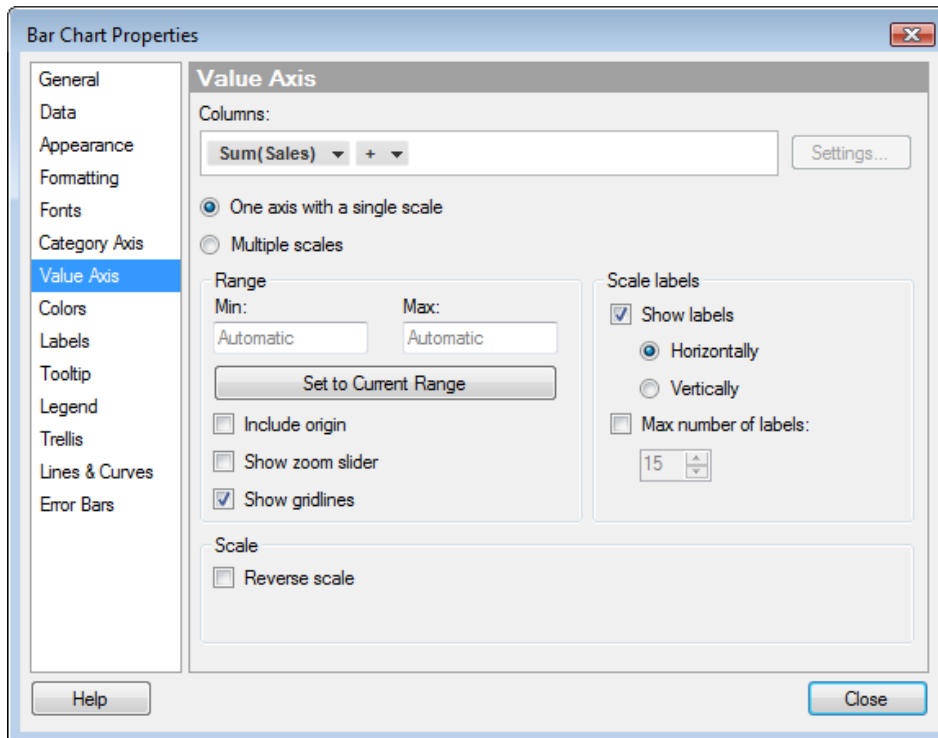 Bar Chart Properties
General
Data
Appearance
Formatting
Fonts
Category Axis
Value Axis
Colors
Labels
Tooltip
Legend
Trellis
Lines & Curves
Error Bars
Value Axis
Columns:
Sum(Sales) +
Settings...
One axis with a single scale
Multiple scales
Range
Min: Max:
Automatic Automatic
Set to Current Range
Include origin
Show zoom slider
Show gridlines
Scale labels
Show labels
Horizontally
Vertically
Max number of labels:
15
Scale
Reverse scale
Help
Close